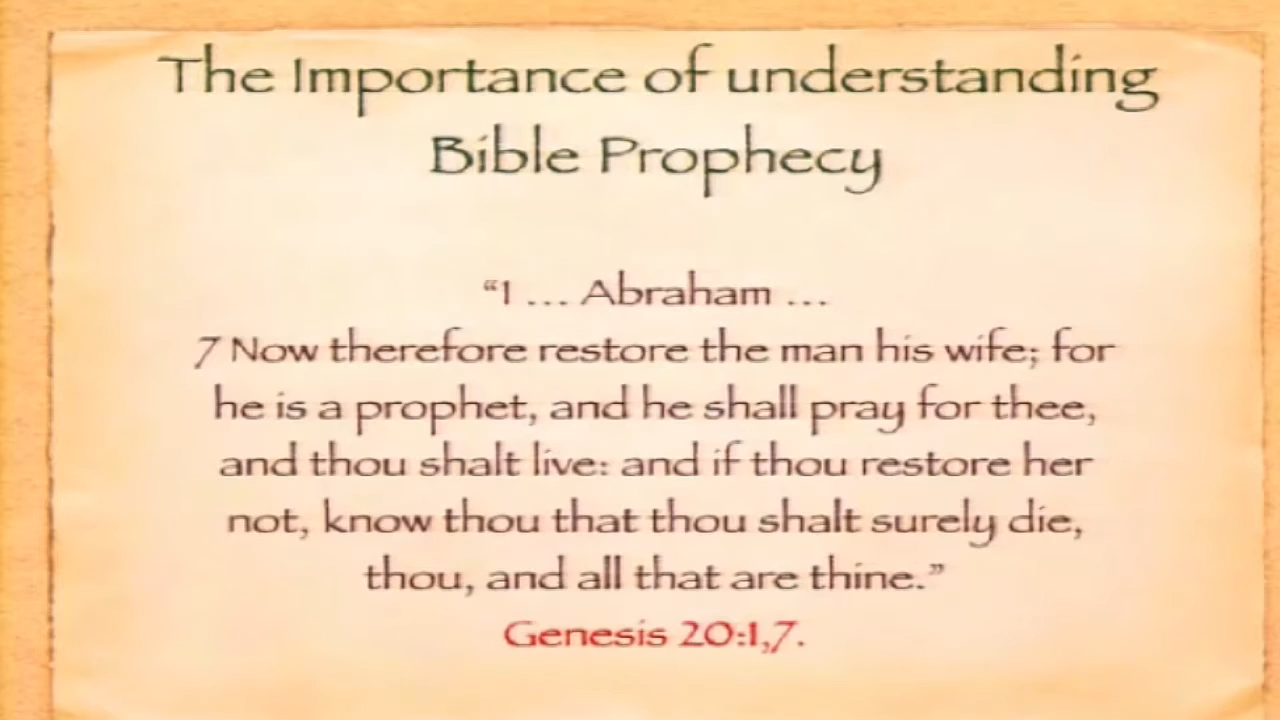 The Importance of understanding
Bible Prophecy
“1 ... Abraham ...
7 Now therefore restore the man his wife; for
he is a prophet, and he shall pray for thee,
and thou shalt live: and if thou restore her
not, know thou that thou shalt surely die,
thou, and all that are thine.”
Genesis 20:1,7.